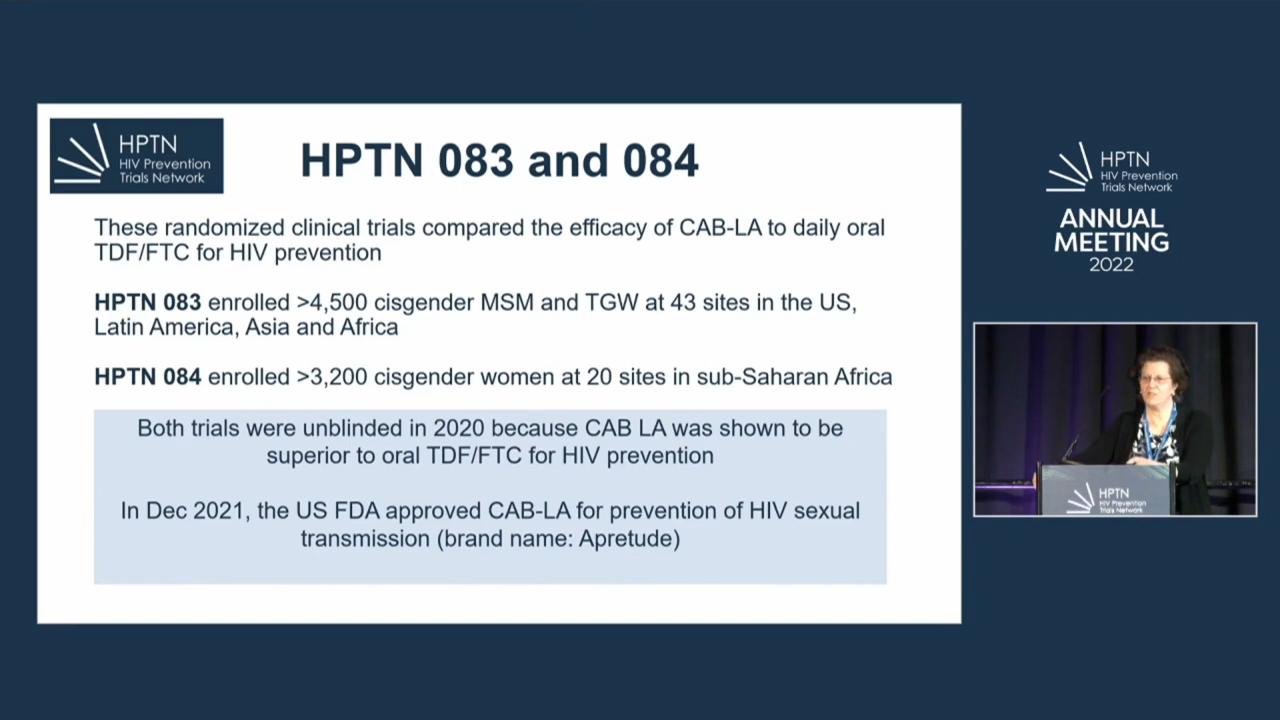 HPTN
HIV Prevention
Trials Network
HPTN 083 and 084
These randomized clinical trials compared the efficacy of CAB-LA to daily oral
TDF/FTC for HIV prevention
HPTN 083 enrolled >4,500 cisgender MSM and TGW at 43 sites in the US,
Latin America, Asia and Africa
HPTN 084 enrolled >3,200 cisgender women at 20 sites in sub-Saharan Africa
Both trials were unblinded in 2020 because CAB LA was shown to be
superior to oral TDF/FTC for HIV prevention
In Dec 2021, the US FDA approved CAB-LA for prevention of HIV sexual
transmission (brand name: Apretude)
HPTN
HIV Prevention
Trials Network
ANNUAL
MEETING
2022
HPTN
HIV Prevention
Trials Network